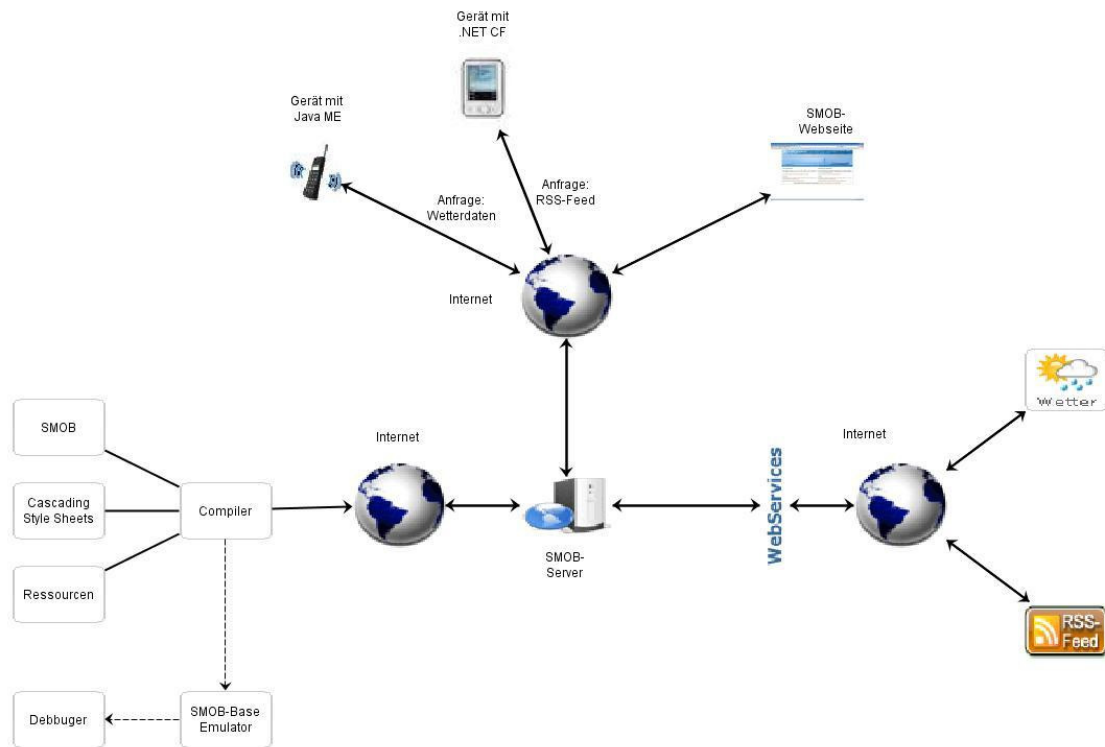 Gerät mit
.NET CF
Gerät mit
Java ME
SMOB-
Webseite
Anfrage:
Wetterdaten
Anfrage:
RSS-Feed
Internet
Wetter
SMOB
Internet
Internet
Cascading
Style Sheets
Compiler
WebServices
SMOB-
Server
Ressourcen
RSS-
Feed
Debbuger
SMOB-Base
Emulator